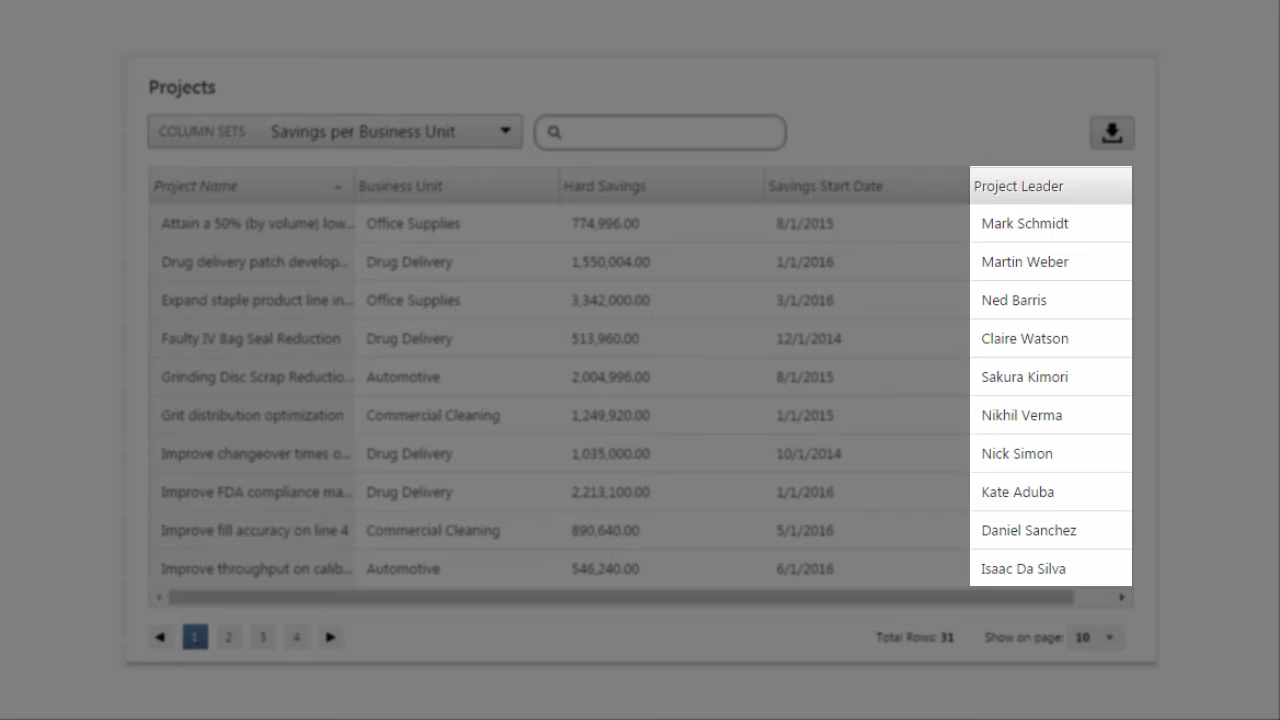 Projects
COLUMN SETS Savings per Business Unit
Project Name Business Unit Hard Savings Savings Start Date Project Leader
Attain a 50% (by volume) low... Office Supplies 774,996.00 8/1/2015 Mark Schmidt
Drug delivery patch develop... Drug Delivery 1,550,004.00 1/1/2016 Martin Weber
Expand staple product line in... Office Supplies 3,342,000.00 3/1/2016 Ned Barris
Faulty IV Bag Seal Reduction Drug Delivery 513,960.00 12/1/2014 Claire Watson
Grinding Disc Scrap Reductio... Automotive 2,004,996.00 8/1/2015 Sakura Kimori
Grit distribution optimization Commercial Cleaning 1,249,920.00 1/1/2015 Nikhil Verma
Improve changeover times o... Drug Delivery 1,035,000.00 10/1/2014 Nick Simon
Improve FDA compliance ma... Drug Delivery 2,213,100.00 1/1/2016 Kate Aduba
Improve fill accuracy on line 4 Commercial Cleaning 890,640.00 5/1/2016 Daniel Sanchez
Improve throughput on calib... Automotive 546,240.00 6/1/2016 Isaac Da Silva
1 2 3 4 Total Rows: 31 Show on page: 10